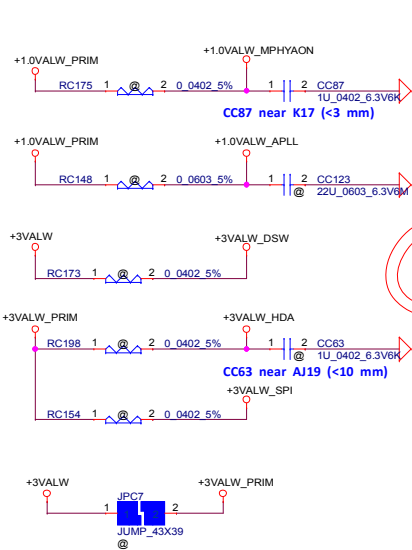 +1.0VALW_PRIM +1.0VALW_MPHYAON
RC175 1 @ 2 0_0402_5% 1 2 CC87
1U_0402_6.3V6K
CC87 near K17 (<3 mm)
+1.0VALW_PRIM +1.0VALW_APLL
RC148 1 @ 2 0_0603_5% 1 2 CC123
@ 22U_0603_6.3V6M
+3VALW +3VALW_DSW
RC173 1 @ 2 0_0402_5%
+3VALW_PRIM +3VALW_HDA
RC198 1 @ 2 0_0402_5% 1 2 CC63
@ 1U_0402_6.3V6K
CC63 near AJ19 (<10 mm)
+3VALW_SPI
RC154 1 @ 2 0_0402_5%
+3VALW +3VALW_PRIM
JPC7
1 1 2 2
JUMP_43X39
@